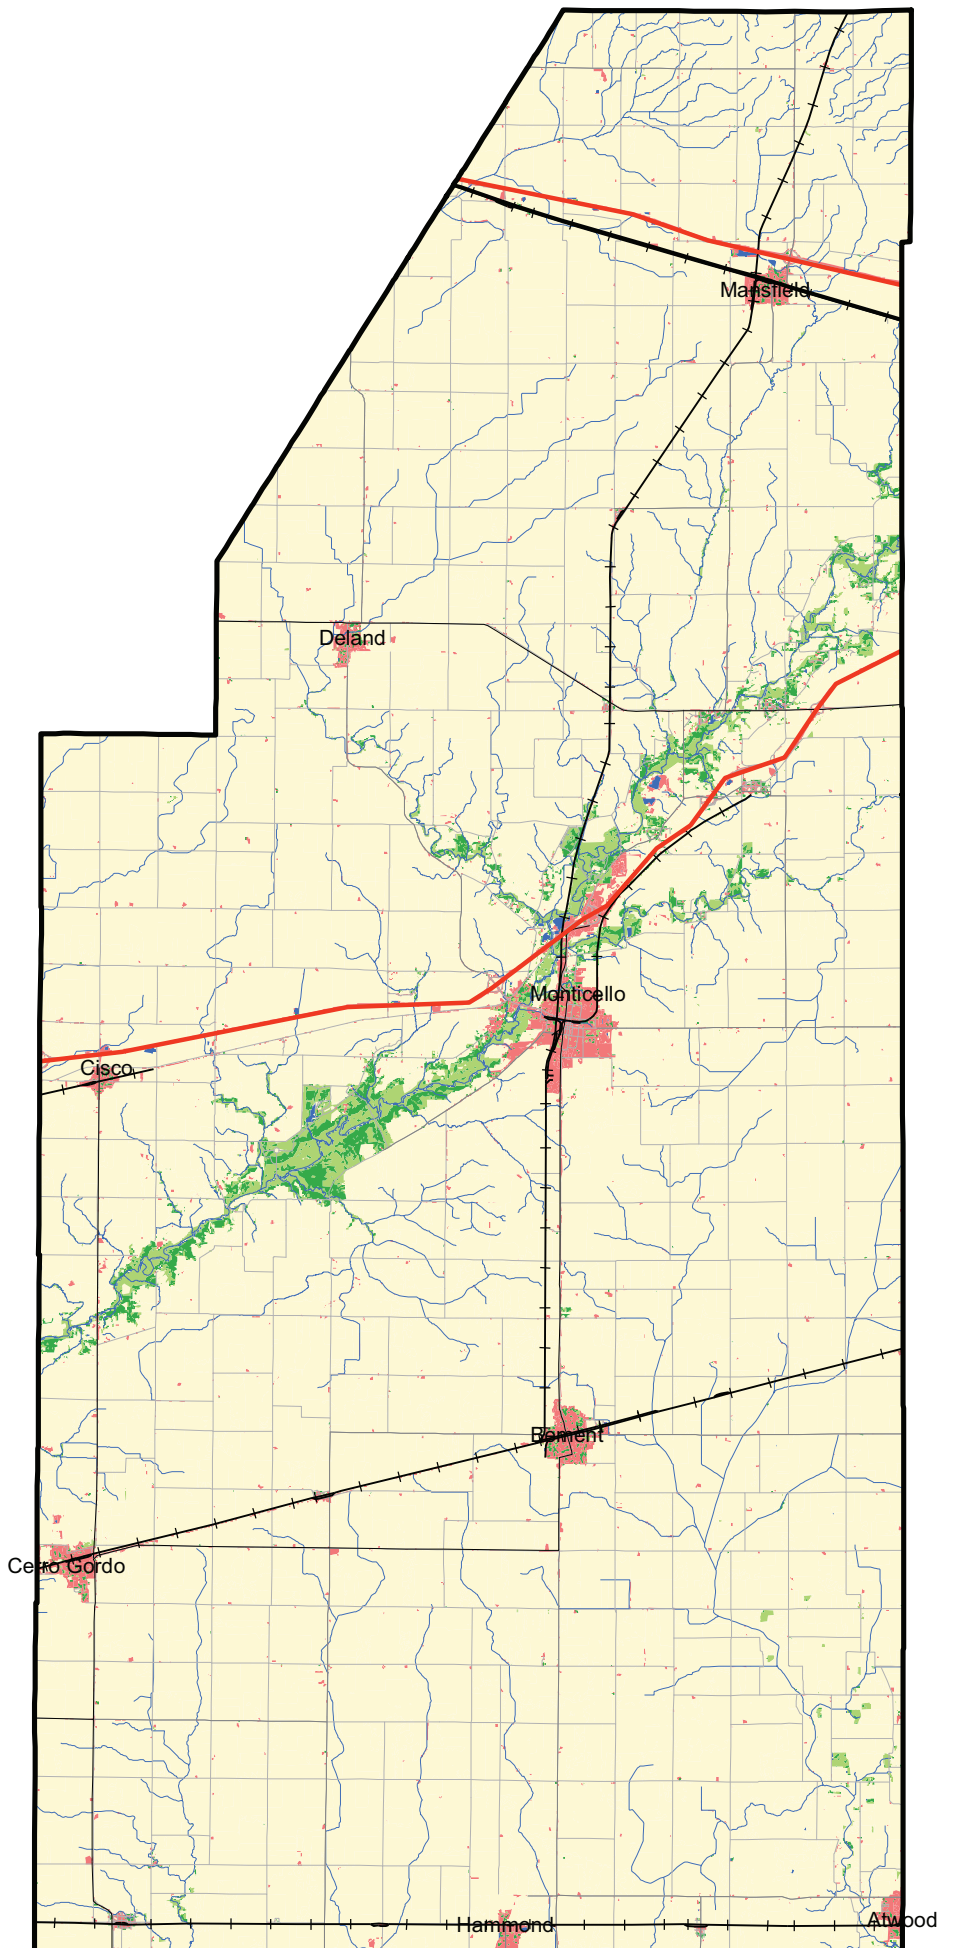 Mansfield
Deland
Monticello
Cisco
Bement
Cerro Gordo
Hammond
Atwood